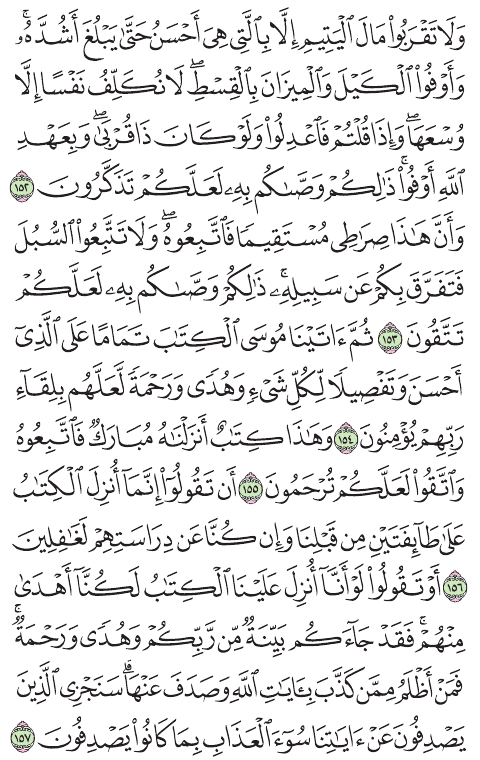 وَلَا تَقْرَبُوا۟ مَالَ ٱلْيَتِيمِ إِلَّا بِٱلَّتِى هِىَ أَحْسَنُ حَتَّىٰ يَبْلُغَ أَشُدَّهُۥۖ
وَأَوْفُوا۟ ٱلْكَيْلَ وَٱلْمِيزَانَ بِٱلْقِسْطِۖ لَا نُكَلِّفُ نَفْسًا إِلَّا
وُسْعَهَاۖ وَإِذَا قُلْتُمْ فَٱعْدِلُوا۟ وَلَوْ كَانَ ذَا قُرْبَىٰۖ وَبِعَهْدِ
ٱللَّهِ أَوْفُوا۟ۚ ذَٰلِكُمْ وَصَّىٰكُم بِهِۦ لَعَلَّكُمْ تَذَكَّرُونَ ١٥٢
وَأَنَّ هَٰذَا صِرَٰطِى مُسْتَقِيمًا فَٱتَّبِعُوهُۖ وَلَا تَتَّبِعُوا۟ ٱلسُّبُلَ
فَتَفَرَّقَ بِكُمْ عَن سَبِيلِهِۦۚ ذَٰلِكُمْ وَصَّىٰكُم بِهِۦ لَعَلَّكُمْ
تَتَّقُونَ ١٥٣ ثُمَّ ءَاتَيْنَا مُوسَى ٱلْكِتَٰبَ تَمَامًا عَلَى ٱلَّذِىٓ
أَحْسَنَ وَتَفْصِيلًا لِّكُلِّ شَىْءٍ وَهُدًى وَرَحْمَةً لَّعَلَّهُم بِلِقَآءِ
رَبِّهِمْ يُؤْمِنُونَ ١٥٤ وَهَٰذَا كِتَٰبٌ أَنزَلْنَٰهُ مُبَارَكٌ فَٱتَّبِعُوهُ
وَٱتَّقُوا۟ لَعَلَّكُمْ تُرْحَمُونَ ١٥٥ أَن تَقُولُوٓا۟ إِنَّمَآ أُنزِلَ ٱلْكِتَٰبُ
عَلَىٰ طَآئِفَتَيْنِ مِن قَبْلِنَا وَإِن كُنَّا عَن دِرَاسَتِهِمْ لَغَٰفِلِينَ
١٥٦ أَوْ تَقُولُوا۟ لَوْ أَنَّآ أُنزِلَ عَلَيْنَا ٱلْكِتَٰبُ لَكُنَّآ أَهْدَىٰ
مِنْهُمْۚ فَقَدْ جَآءَكُم بَيِّنَةٌ مِّن رَّبِّكُمْ وَهُدًى وَرَحْمَةٌۚ
فَمَنْ أَظْلَمُ مِمَّن كَذَّبَ بِـَٔايَٰتِ ٱللَّهِ وَصَدَفَ عَنْهَاۗ سَنَجْزِى ٱلَّذِينَ
يَصْدِفُونَ عَنْ ءَايَٰتِنَا سُوٓءَ ٱلْعَذَابِ بِمَا كَانُوا۟ يَصْدِفُونَ ١٥٧